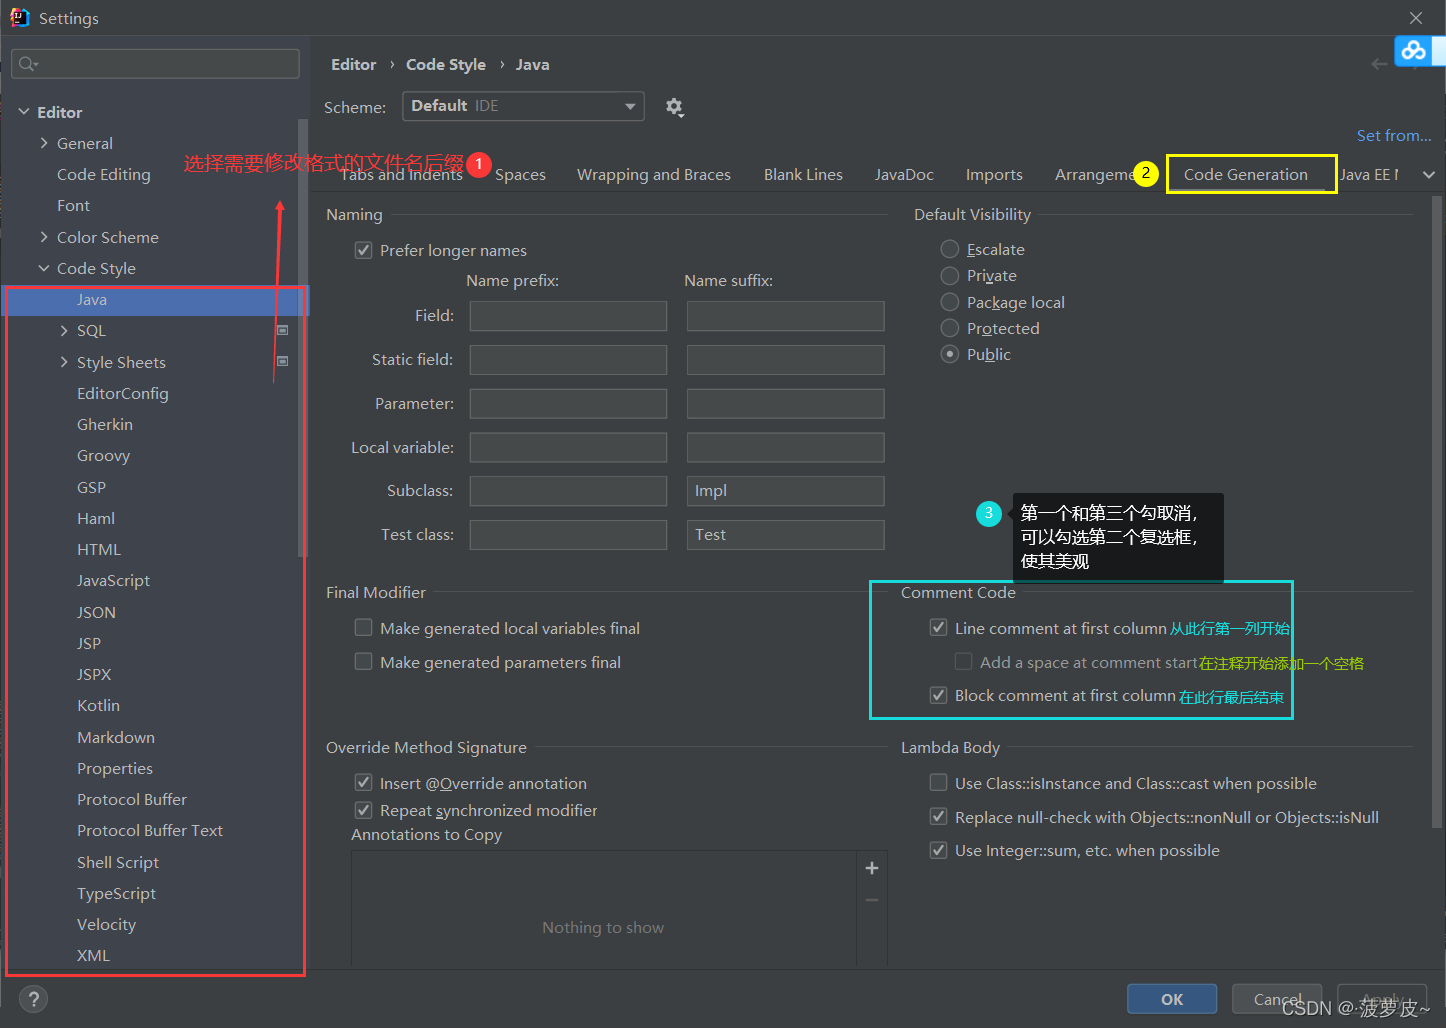 Settings
Editor › Code Style › Java
Scheme: Default IDE
Set from...
选择需要修改格式的文件名后缀 1
Tabs and Indents Spaces Wrapping and Braces Blank Lines JavaDoc Imports Arrangeme 2 Code Generation Java EE
Editor
General
Code Editing
Font
Color Scheme
Code Style
Java
SQL
Style Sheets
EditorConfig
Gherkin
Groovy
GSP
Haml
HTML
JavaScript
JSON
JSP
JSPX
Kotlin
Markdown
Properties
Protocol Buffer
Protocol Buffer Text
Shell Script
TypeScript
Velocity
XML
Naming
Prefer longer names
Name prefix: Name suffix:
Field:
Static field:
Parameter:
Local variable:
Subclass: Impl
Test class: Test
Default Visibility
Escalate
Private
Package local
Protected
Public
3
第一个和第三个勾取消，
可以勾选第二个复选框，
使其美观
Final Modifier
Make generated local variables final
Make generated parameters final
Comment Code
Line comment at first column 从此行第一列开始
Add a space at comment start 在注释开始添加一个空格
Block comment at first column 在此行最后结束
Override Method Signature
Insert @Override annotation
Repeat synchronized modifier
Annotations to Copy
Nothing to show
Lambda Body
Use Class::isInstance and Class::cast when possible
Replace null-check with Objects::nonNull or Objects::isNull
Use Integer::sum, etc. when possible
?
OK Cancel Apply
CSDN @·菠萝皮~